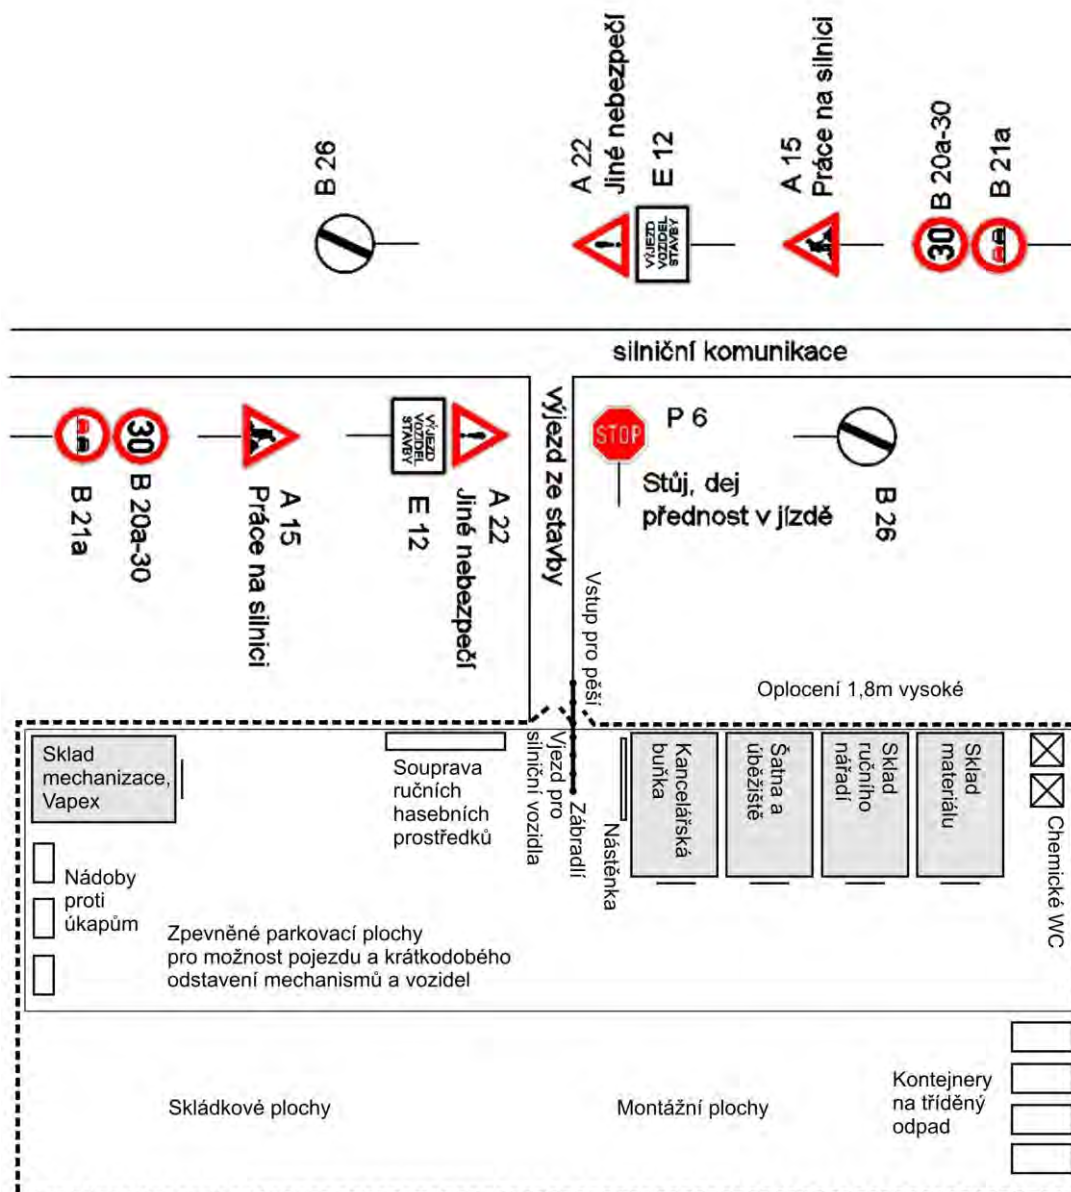 B 26
A 22
Jiné nebezpečí
E 12
VÝJEZD
VOZIDEL
STAVBY
A 15
Práce na silnici
30
B 20a-30
B 21a
silniční komunikace
B 21a
30
B 20a-30
A 15
Práce na silnici
VÝJEZD
VOZIDEL
STAVBY
E 12
A 22
Jiné nebezpečí
výjezd ze stavby
STOP
P 6
Stůj, dej
přednost v jízdě
B 26
Vstup pro pěší
Oplocení 1,8m vysoké
Sklad
mechanizace,
Vapex
Souprava
ručních
hasebních
prostředků
Vjezd pro
silniční vozidla
Zábradlí
Nástěnka
Kancelářská
buňka
Šatna a
úběžiště
Sklad
ručního
nářadí
Sklad
materiálu
Chemické WC
Nádoby
proti
úkapům
Zpevněné parkovací plochy
pro možnost pojezdu a krátkodobého
odstavení mechanismů a vozidel
Skládkové plochy
Montážní plochy
Kontejnery
na tříděný
odpad